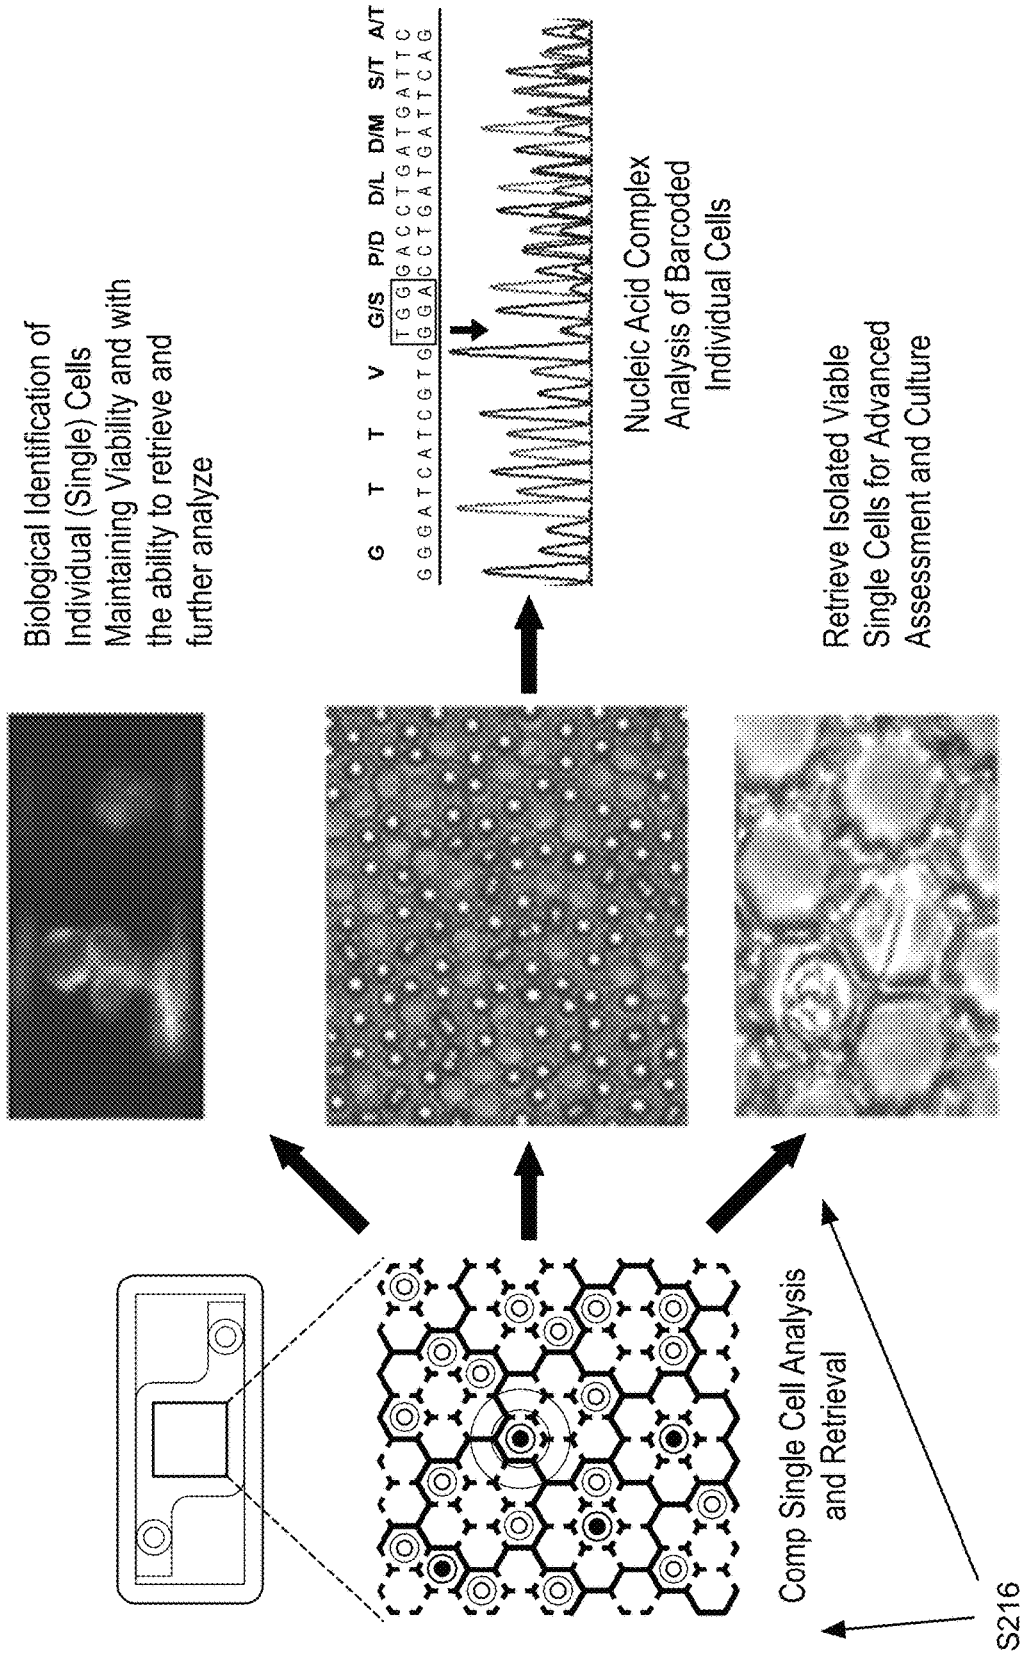 Biological Identification of
Individual (Single) Cells
Maintaining Viability and with
the ability to retrieve and
further analyze
G T T T V G/S P/D D/L D/M S/T A/T
T G G G A C C T G A T G A T T C
G G G A T C A T C G T G G G A C C T G A T G A T T C A G
Nucleic Acid Complex
Analysis of Barcoded
Individual Cells
Retrieve Isolated Viable
Single Cells for Advanced
Assessment and Culture
Comp Single Cell Analysis
and Retrieval
S216